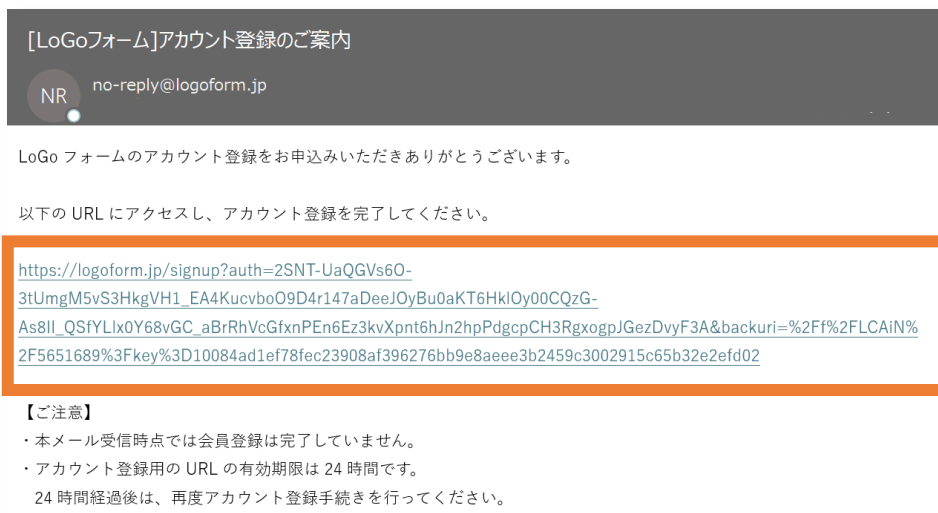 [LoGoフォーム]アカウント登録のご案内
NR
no-reply@logoform.jp
LoGo フォームのアカウント登録をお申込みいただきありがとうございます。
以下の URL にアクセスし、アカウント登録を完了してください。
https://logoform.jp/signup?auth=2SNT-UaQGVs6O-
3tUmgM5vS3HkgVH1_EA4KucvboO9D4r147aDeeJOyBu0aKT6HklOy00CQzG-
As8Il_QSfYLlx0Y68vGC_aBrRhVcGfxnPEn6Ez3kvXpnt6hJn2hpPdgcpCH3RgxogpJGezDvyF3A&backuri=%2Ff%2FLCAiN%
2F5651689%3Fkey%3D10084ad1ef78fec23908af396276bb9e8aeee3b2459c3002915c65b32e2efd02
【ご注意】
・本メール受信時点では会員登録は完了していません。
・アカウント登録用の URL の有効期限は 24 時間です。
24 時間経過後は、再度アカウント登録手続きを行ってください。